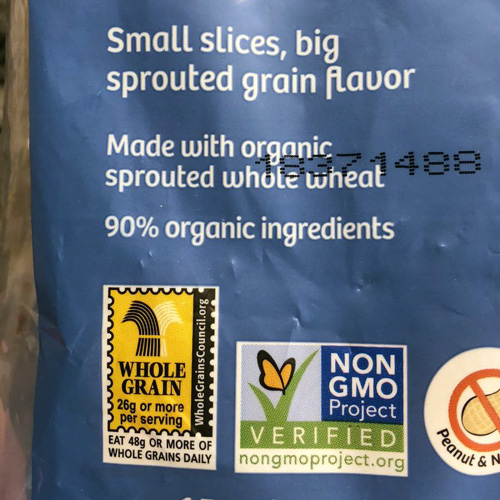 Small slices, big
sprouted grain flavor
Made with organic
sprouted whole wheat
18371488
90% organic ingredients
WHOLE
GRAIN
26g or more
per serving
WholeGrainsCouncil.org
EAT 48g OR MORE OF
WHOLE GRAINS DAILY
NON
GMO
Project
VERIFIED
nongmoproject.org
Peanut & N